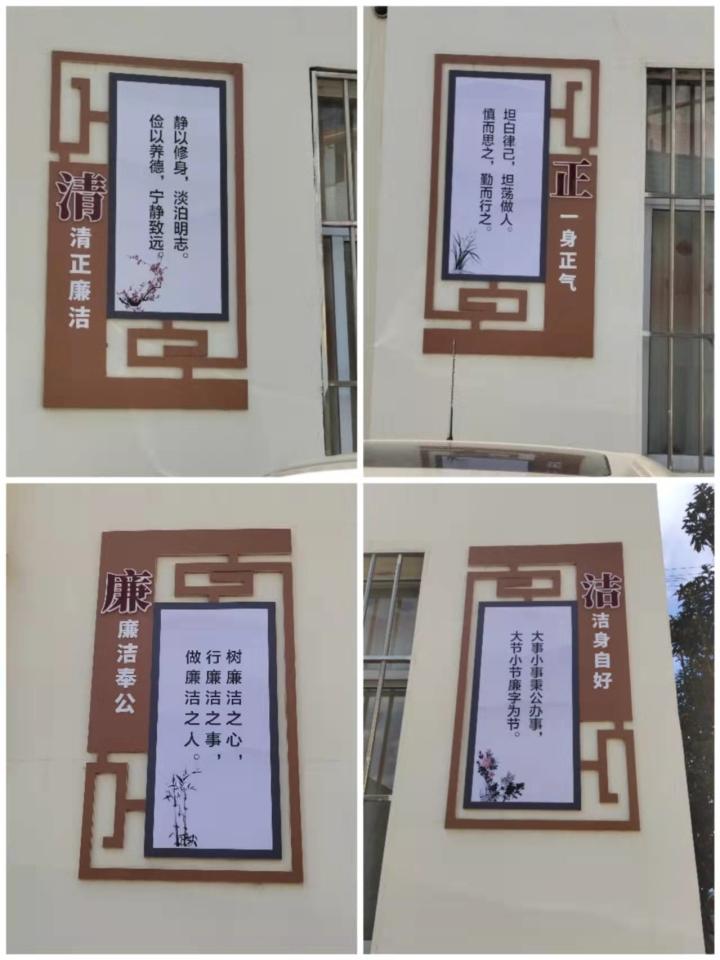 清
清正廉洁
静以修身，淡泊明志。
俭以养德，宁静致远。
正
一身正气
坦白律己，坦荡做人。
慎而思之，勤而行之。
廉
廉洁奉公
树廉洁之心，
行廉洁之事，
做廉洁之人。
洁
洁身自好
大事小事秉公办事，
大节小节廉字为节。